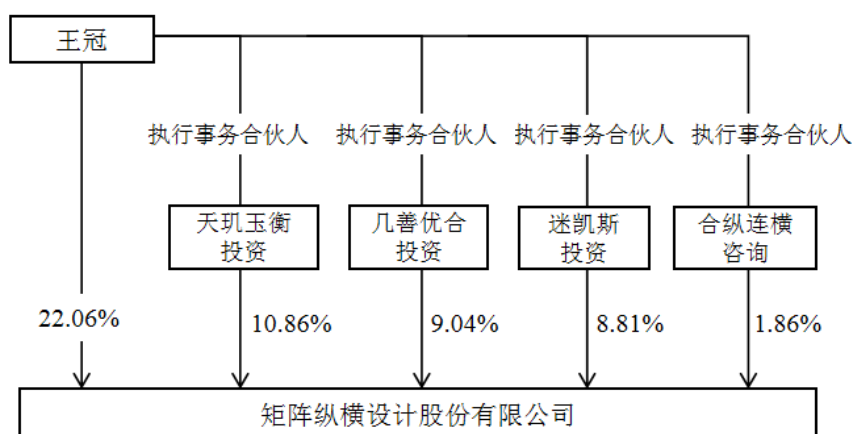 王冠
执行事务合伙人 执行事务合伙人 执行事务合伙人 执行事务合伙人
天玑玉衡
投资
几善优合
投资
迷凯斯
投资
合纵连横
咨询
22.06% 10.86% 9.04% 8.81% 1.86%
矩阵纵横设计股份有限公司